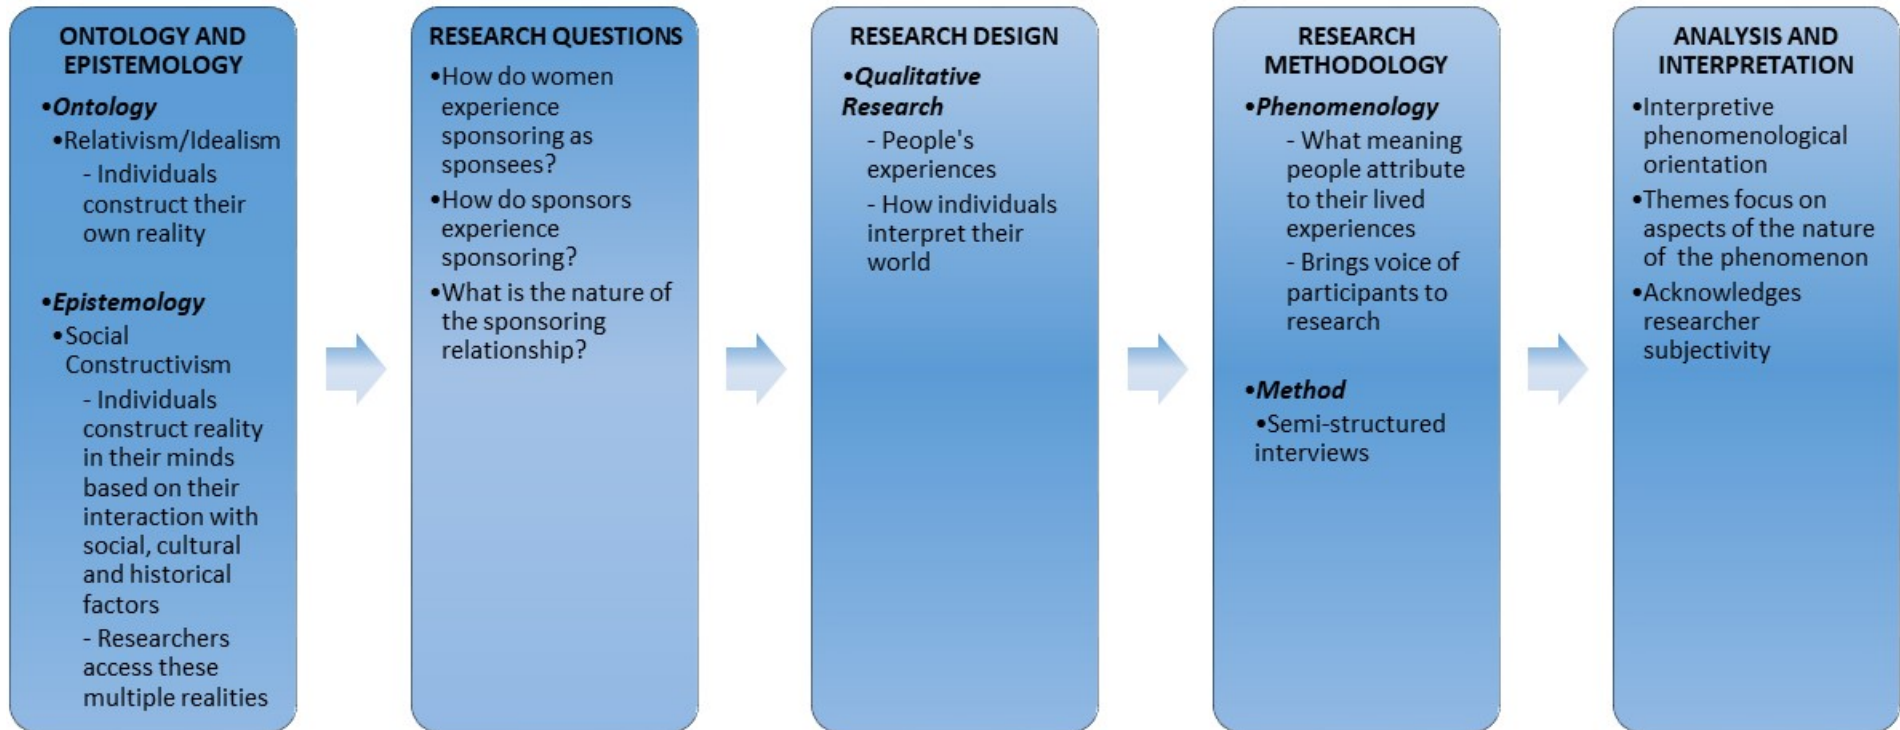 ONTOLOGY AND
EPISTEMOLOGY
•Ontology
•Relativism/Idealism
- Individuals
construct their
own reality
•Epistemology
•Social
Constructivism
- Individuals
construct reality
in their minds
based on their
interaction with
social, cultural
and historical
factors
- Researchers
access these
multiple realities
RESEARCH QUESTIONS
•How do women
experience
sponsoring as
sponsees?
•How do sponsors
experience
sponsoring?
•What is the nature of
the sponsoring
relationship?
RESEARCH DESIGN
•Qualitative
Research
- People's
experiences
- How individuals
interpret their
world
RESEARCH
METHODOLOGY
•Phenomenology
- What meaning
people attribute
to their lived
experiences
- Brings voice of
participants to
research
•Method
•Semi-structured
interviews
ANALYSIS AND
INTERPRETATION
•Interpretive
phenomenological
orientation
•Themes focus on
aspects of the nature
of the phenomenon
•Acknowledges
researcher
subjectivity